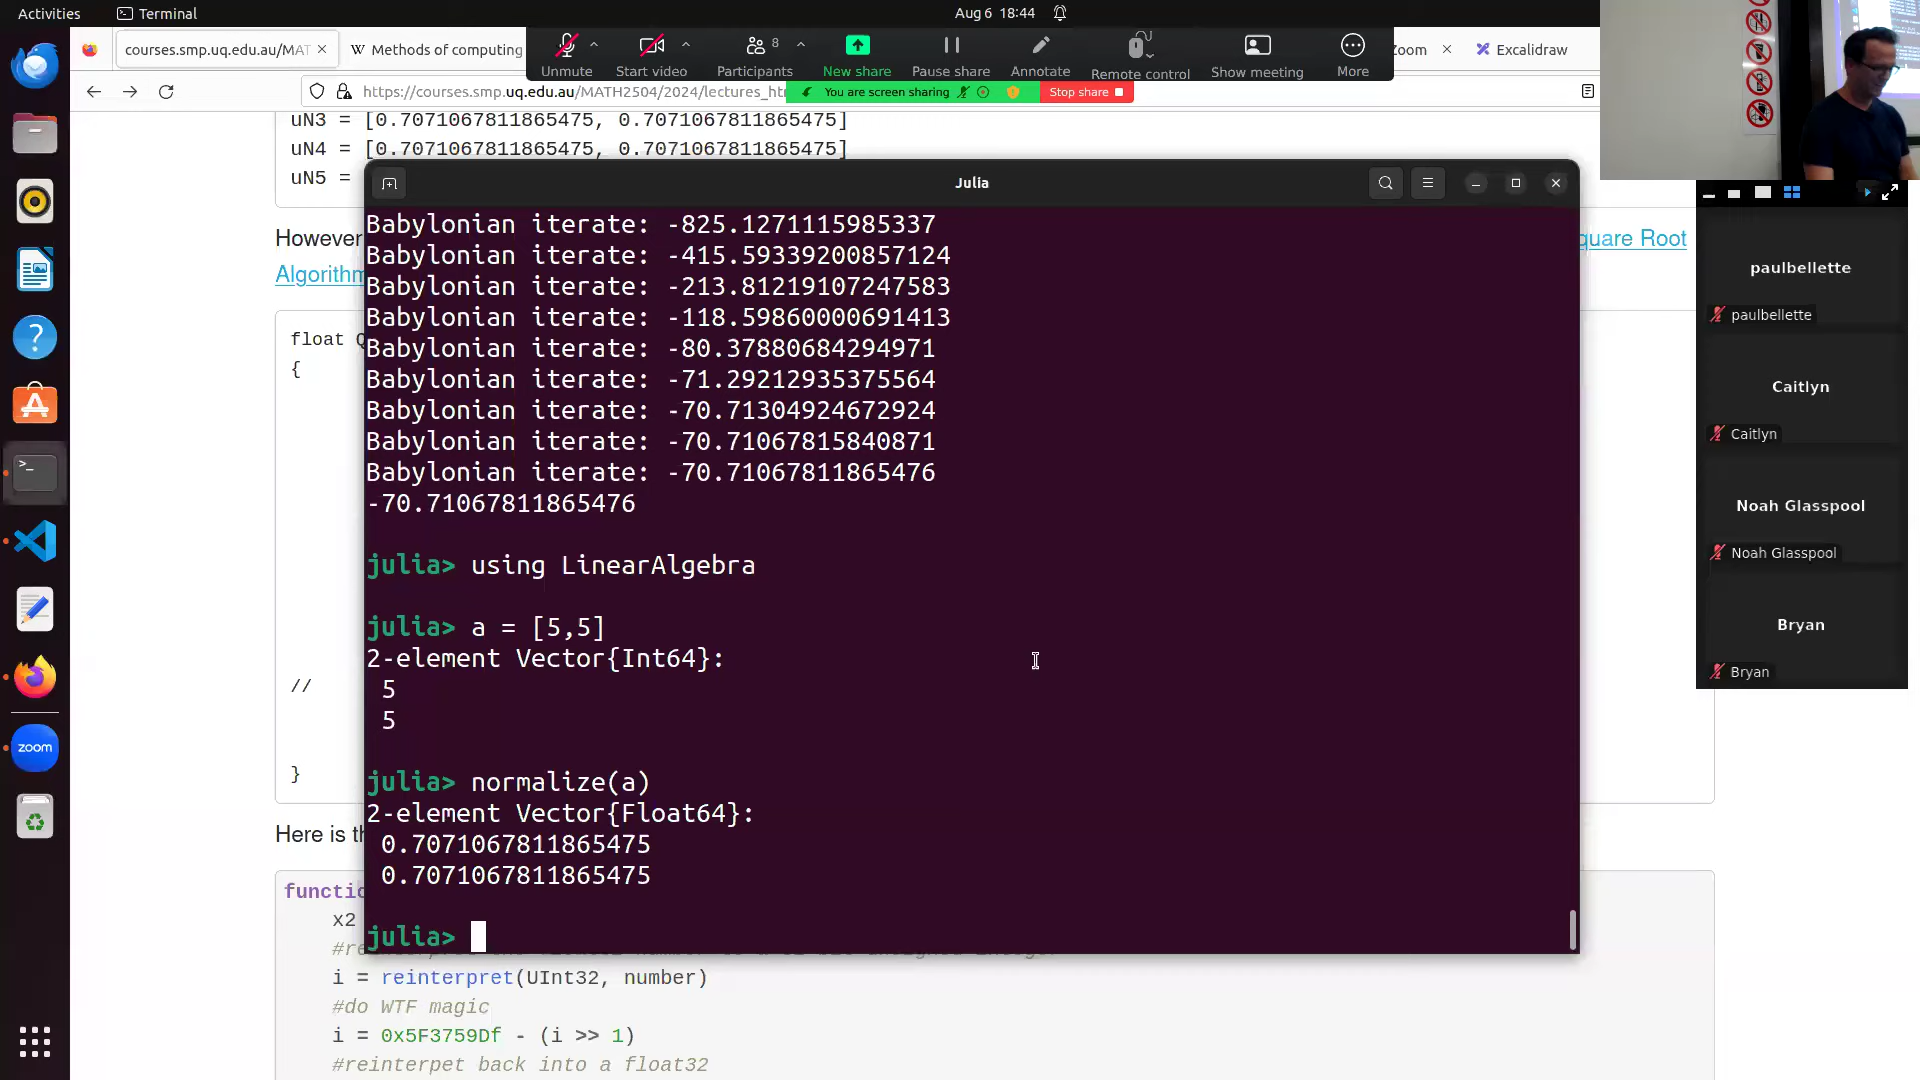 Activities
Terminal
Aug 6 18:44
courses.smp.uq.edu.au/MAT
W Methods of computing
Zoom
Excalidraw
Unmute
Start video
8
Participants
New share
Pause share
Annotate
Remote control
Show meeting
More
https://courses.smp.uq.edu.au/MATH2504/2024/lectures_ht
You are screen sharing
Stop share
uN3 = [0.7071067811865475, 0.7071067811865475]
uN4 = [0.7071067811865475, 0.7071067811865475]
uN5 =
However
quare Root
Algorithm
float Q
{
//
}
Here is th
Julia
Babylonian iterate: -825.1271115985337
Babylonian iterate: -415.59339200857124
Babylonian iterate: -213.81219107247583
Babylonian iterate: -118.59860000691413
Babylonian iterate: -80.37880684294971
Babylonian iterate: -71.29212935375564
Babylonian iterate: -70.71304924672924
Babylonian iterate: -70.71067815840871
Babylonian iterate: -70.71067811865476
-70.71067811865476
julia> using LinearAlgebra
julia> a = [5,5]
2-element Vector{Int64}:
5
5
julia> normalize(a)
2-element Vector{Float64}:
0.7071067811865475
0.7071067811865475
julia>
functio
x2
#re
i = reinterpret(UInt32, number)
#do WTF magic
i = 0x5F3759Df - (i >> 1)
#reinterpet back into a float32
paulbellette
paulbellette
Caitlyn
Caitlyn
Noah Glasspool
Noah Glasspool
Bryan
Bryan
zoom